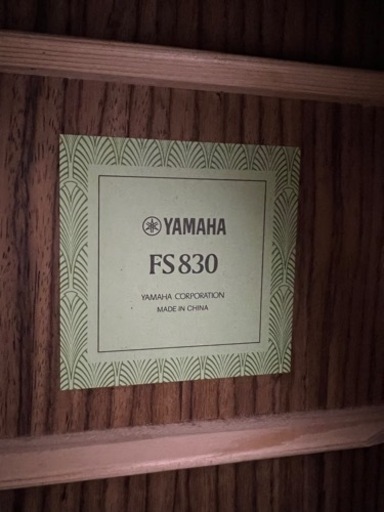 YAMAHA
FS830
YAMAHA CORPORATION
MADE IN CHINA